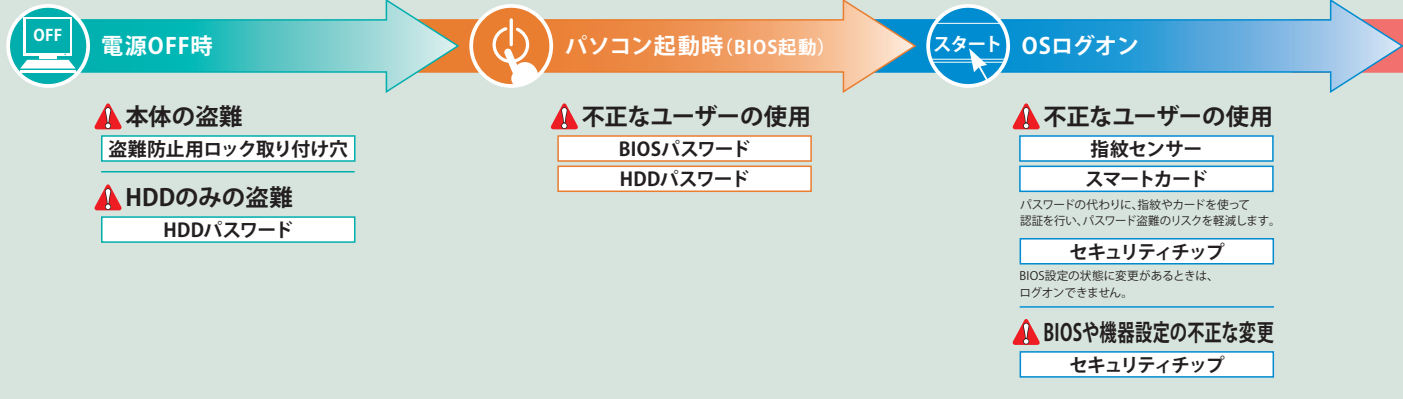 OFF
電源OFF時
本体の盗難
盗難防止用ロック取り付け穴
HDDのみの盗難
HDDパスワード
パソコン起動時(BIOS起動)
不正なユーザーの使用
BIOSパスワード
HDDパスワード
スタート
OSログオン
不正なユーザーの使用
指紋センサー
スマートカード
パスワードの代わりに、指紋やカードを使って
認証を行い、パスワード盗難のリスクを軽減します。
セキュリティチップ
BIOS設定の状態に変更があるときは、
ログオンできません。
BIOSや機器設定の不正な変更
セキュリティチップ